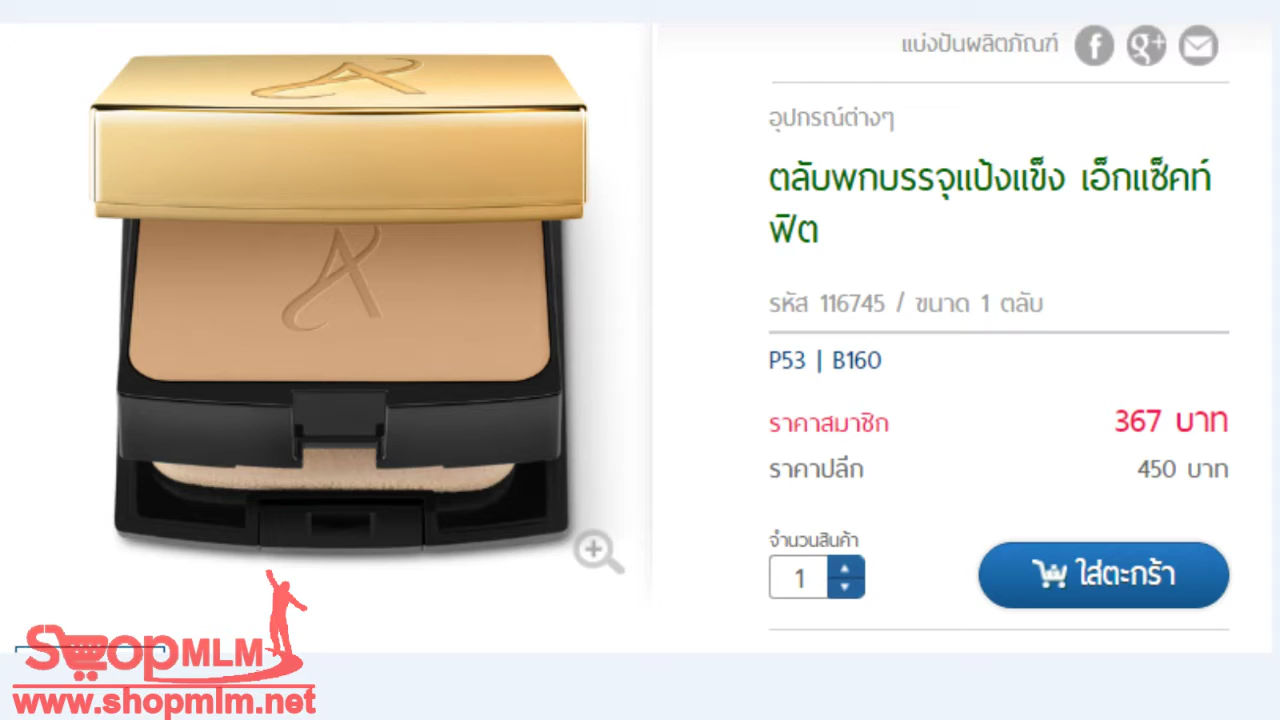 แบ่งปันผลิตภัณฑ์
อุปกรณ์ต่างๆ
ตลับพกบรรจุแป้งแข็ง เอ็กแซ็คท์
ฟิต
รหัส 116745 / ขนาด 1 ตลับ
P53 | B160
ราคาสมาชิก 367 บาท
ราคาปลีก 450 บาท
จำนวนสินค้า
1
ใส่ตะกร้า
ShopMLM
www.shopmlm.net